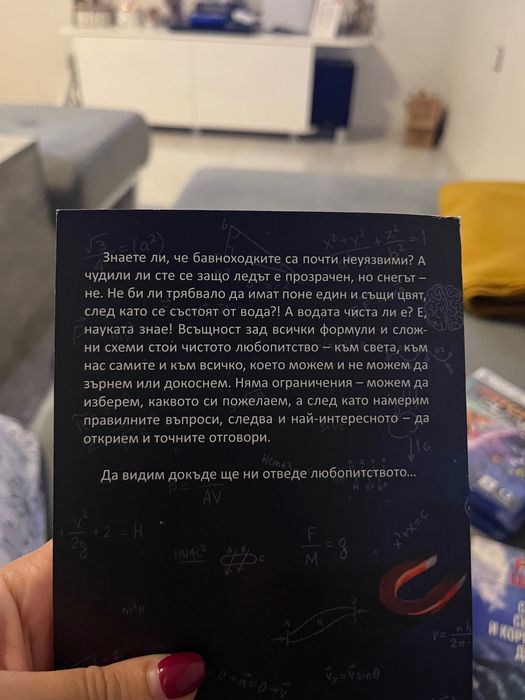 Знаете ли, че бавноходките са почти неуязвими? А
чудили ли сте се защо ледът е прозрачен, но снегът –
не. Не би ли трябвало да имат поне един и същи цвят,
след като се състоят от вода?! А водата чиста ли е? Е,
науката знае! Всъщност зад всички формули и слож-
ни схеми стои чистото любопитство – към света, към
нас самите и към всичко, което можем и не можем да
зърнем или докоснем. Няма ограничения – можем да
изберем, каквото си пожелаем, а след като намерим
правилните въпроси, следва и най-интересното – да
открием и точните отговори.
Да видим докъде ще ни отведе любопитството...